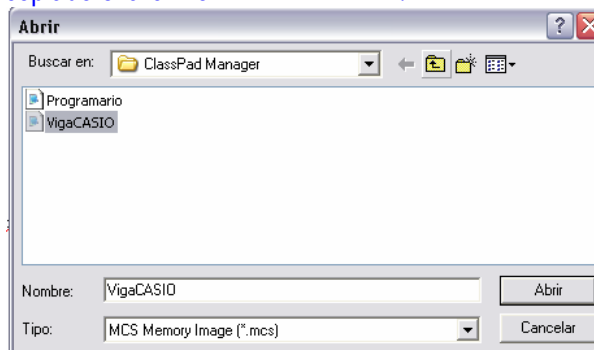 Abrir
Buscar en: ClassPad Manager
Programario
VigaCASIO
Nombre: VigaCASIO Abrir
Tipo: MCS Memory Image (*.mcs) Cancelar